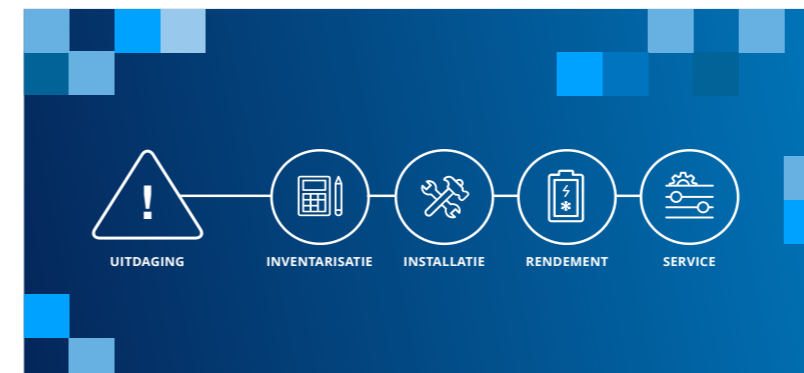 !
UITDAGING
INVENTARISATIE
INSTALLATIE
RENDEMENT
SERVICE